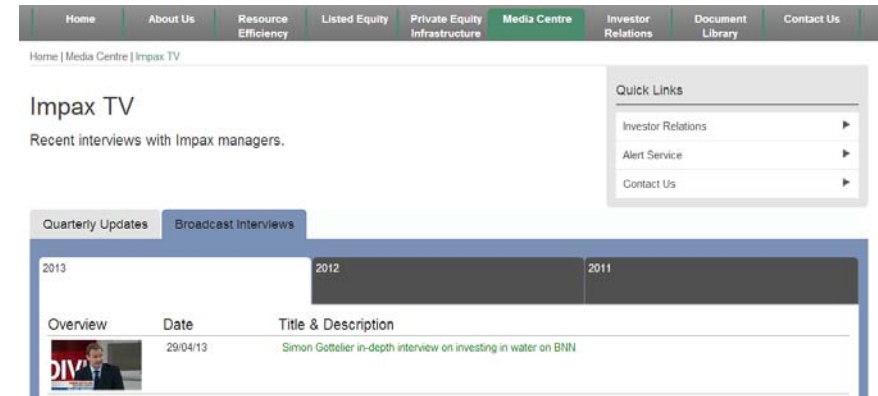 Home About Us Resource Efficiency Listed Equity Private Equity Infrastructure Media Centre Investor Relations Document Library Contact Us
Home | Media Centre | Impax TV
Impax TV
Recent interviews with Impax managers.
Quick Links
Investor Relations
Alert Service
Contact Us
Quarterly Updates Broadcast Interviews
2013 2012 2011
Overview Date Title & Description
DIV 29/04/13 Simon Gottelier in-depth interview on investing in water on BNN